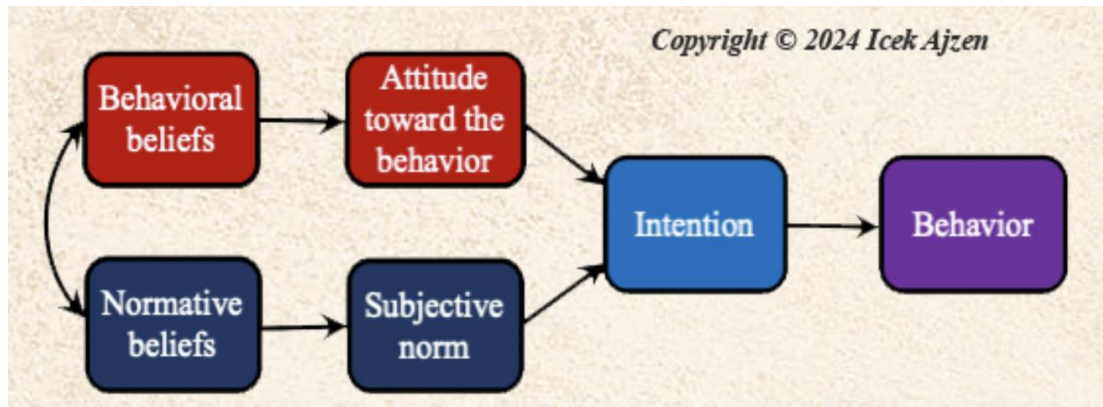 Copyright © 2024 Icek Ajzen
Behavioral
beliefs
Attitude
toward the
behavior
Intention
Behavior
Normative
beliefs
Subjective
norm